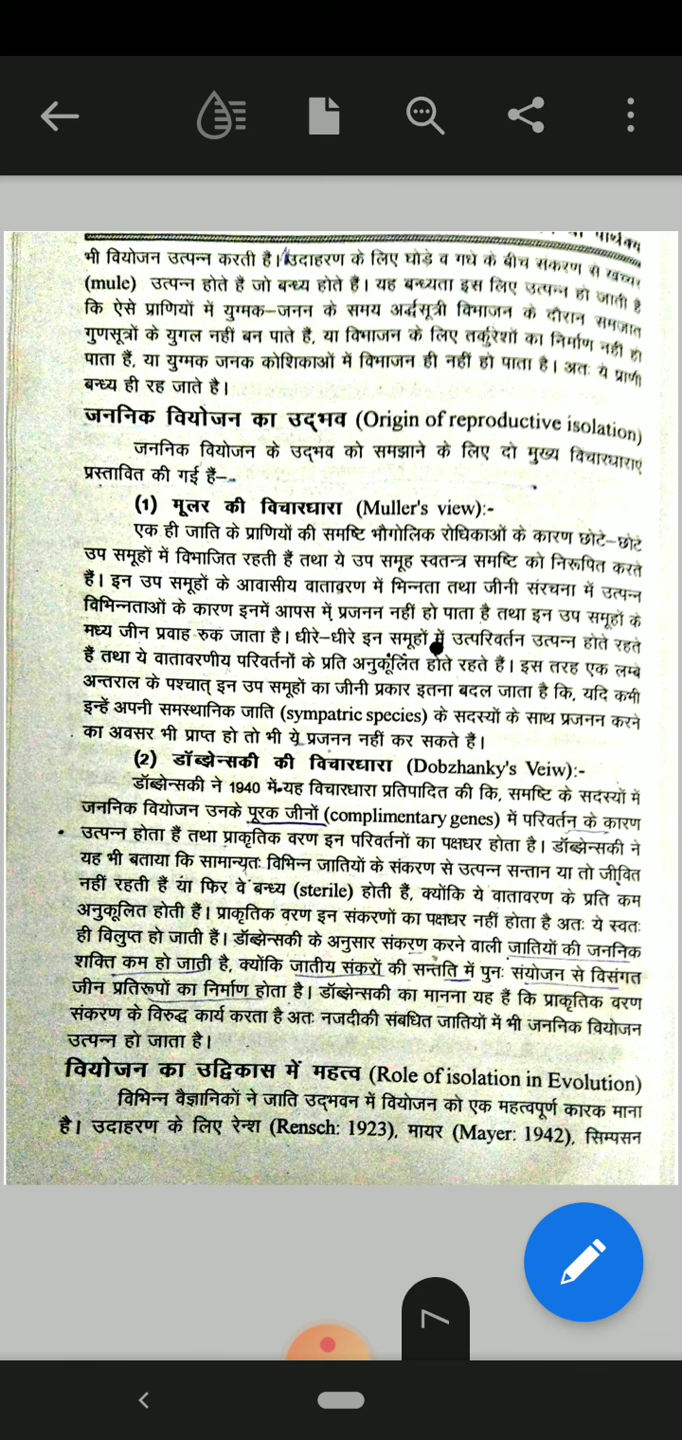 पार्थक्य
भी वियोजन उत्पन्न करती है। उदाहरण के लिए घोड़े व गधे के बीच संकरण से खच्चर
(mule) उत्पन्न होते हैं जो बन्ध्य होते हैं। यह बन्ध्यता इस लिए उत्पन्न हो जाती है
कि ऐसे प्राणियों में युग्मक–जनन के समय अर्द्धसूत्री विभाजन के दौरान समजात
गुणसूत्रों के युगल नहीं बन पाते हैं, या विभाजन के लिए तर्कुरेशों का निर्माण नहीं हो
पाता हैं, या युग्मक जनक कोशिकाओं में विभाजन ही नहीं हो पाता है। अतः ये प्राणी
बन्ध्य ही रह जाते है।
जननिक वियोजन का उद्भव (Origin of reproductive isolation)
जननिक वियोजन के उद्भव को समझाने के लिए दो मुख्य विचारधाराएं
प्रस्तावित की गई हैं–
(1) मूलर की विचारधारा (Muller's view):-
एक ही जाति के प्राणियों की समष्टि भौगोलिक रोधिकाओं के कारण छोटे–छोटे
उप समूहों में विभाजित रहती हैं तथा ये उप समूह स्वतन्त्र समष्टि को निरूपित करते
हैं। इन उप समूहों के आवासीय वातावरण में भिन्नता तथा जीनी संरचना में उत्पन्न
विभिन्नताओं के कारण इनमें आपस में प्रजनन नहीं हो पाता है तथा इन उप समूहों के
मध्य जीन प्रवाह रुक जाता है। धीरे–धीरे इन समूहों में उत्परिवर्तन उत्पन्न होते रहते
हैं तथा ये वातावरणीय परिवर्तनों के प्रति अनुकूलित होते रहते हैं। इस तरह एक लम्बे
अन्तराल के पश्चात् इन उप समूहों का जीनी प्रकार इतना बदल जाता है कि, यदि कभी
इन्हें अपनी समस्थानिक जाति (sympatric species) के सदस्यों के साथ प्रजनन करने
का अवसर भी प्राप्त हो तो भी ये प्रजनन नहीं कर सकते हैं।
(2) डॉब्झेन्सकी की विचारधारा (Dobzhanky's Veiw):-
डॉब्झेन्सकी ने 1940 में यह विचारधारा प्रतिपादित की कि, समष्टि के सदस्यों में
जननिक वियोजन उनके पूरक जीनों (complimentary genes) में परिवर्तन के कारण
उत्पन्न होता हैं तथा प्राकृतिक वरण इन परिवर्तनों का पक्षधर होता है। डॉब्झेन्सकी ने
यह भी बताया कि सामान्यतः विभिन्न जातियों के संकरण से उत्पन्न सन्तान या तो जीवित
नहीं रहती हैं या फिर वे बन्ध्य (sterile) होती हैं, क्योंकि ये वातावरण के प्रति कम
अनुकूलित होती हैं। प्राकृतिक वरण इन संकरणों का पक्षधर नहीं होता है अतः ये स्वतः
ही विलुप्त हो जाती हैं। डॉब्झेन्सकी के अनुसार संकरण करने वाली जातियों की जननिक
शक्ति कम हो जाती है, क्योंकि जातीय संकरों की सन्तति में पुनः संयोजन से विसंगत
जीन प्रतिरूपों का निर्माण होता है। डॉब्झेन्सकी का मानना यह हैं कि प्राकृतिक वरण
संकरण के विरुद्ध कार्य करता है अतः नजदीकी संबधित जातियों में भी जननिक वियोजन
उत्पन्न हो जाता है।
वियोजन का उद्विकास में महत्व (Role of isolation in Evolution)
विभिन्न वैज्ञानिकों ने जाति उद्भवन में वियोजन को एक महत्वपूर्ण कारक माना
है। उदाहरण के लिए रेन्श (Rensch: 1923), मायर (Mayer: 1942), सिम्पसन
7